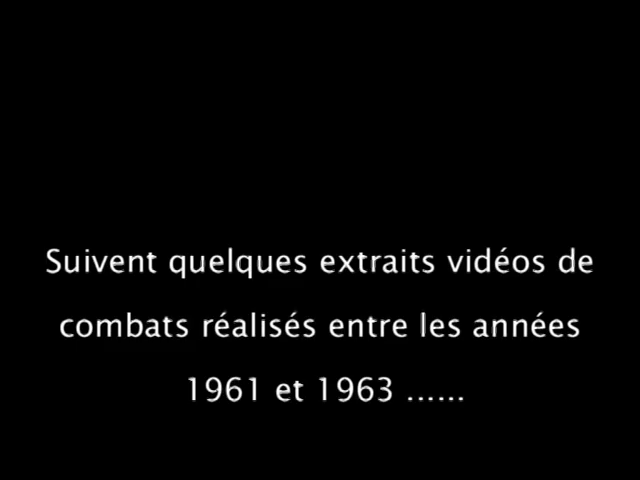 Suivent quelques extraits vidéos de
combats réalisés entre les années
1961 et 1963 ......